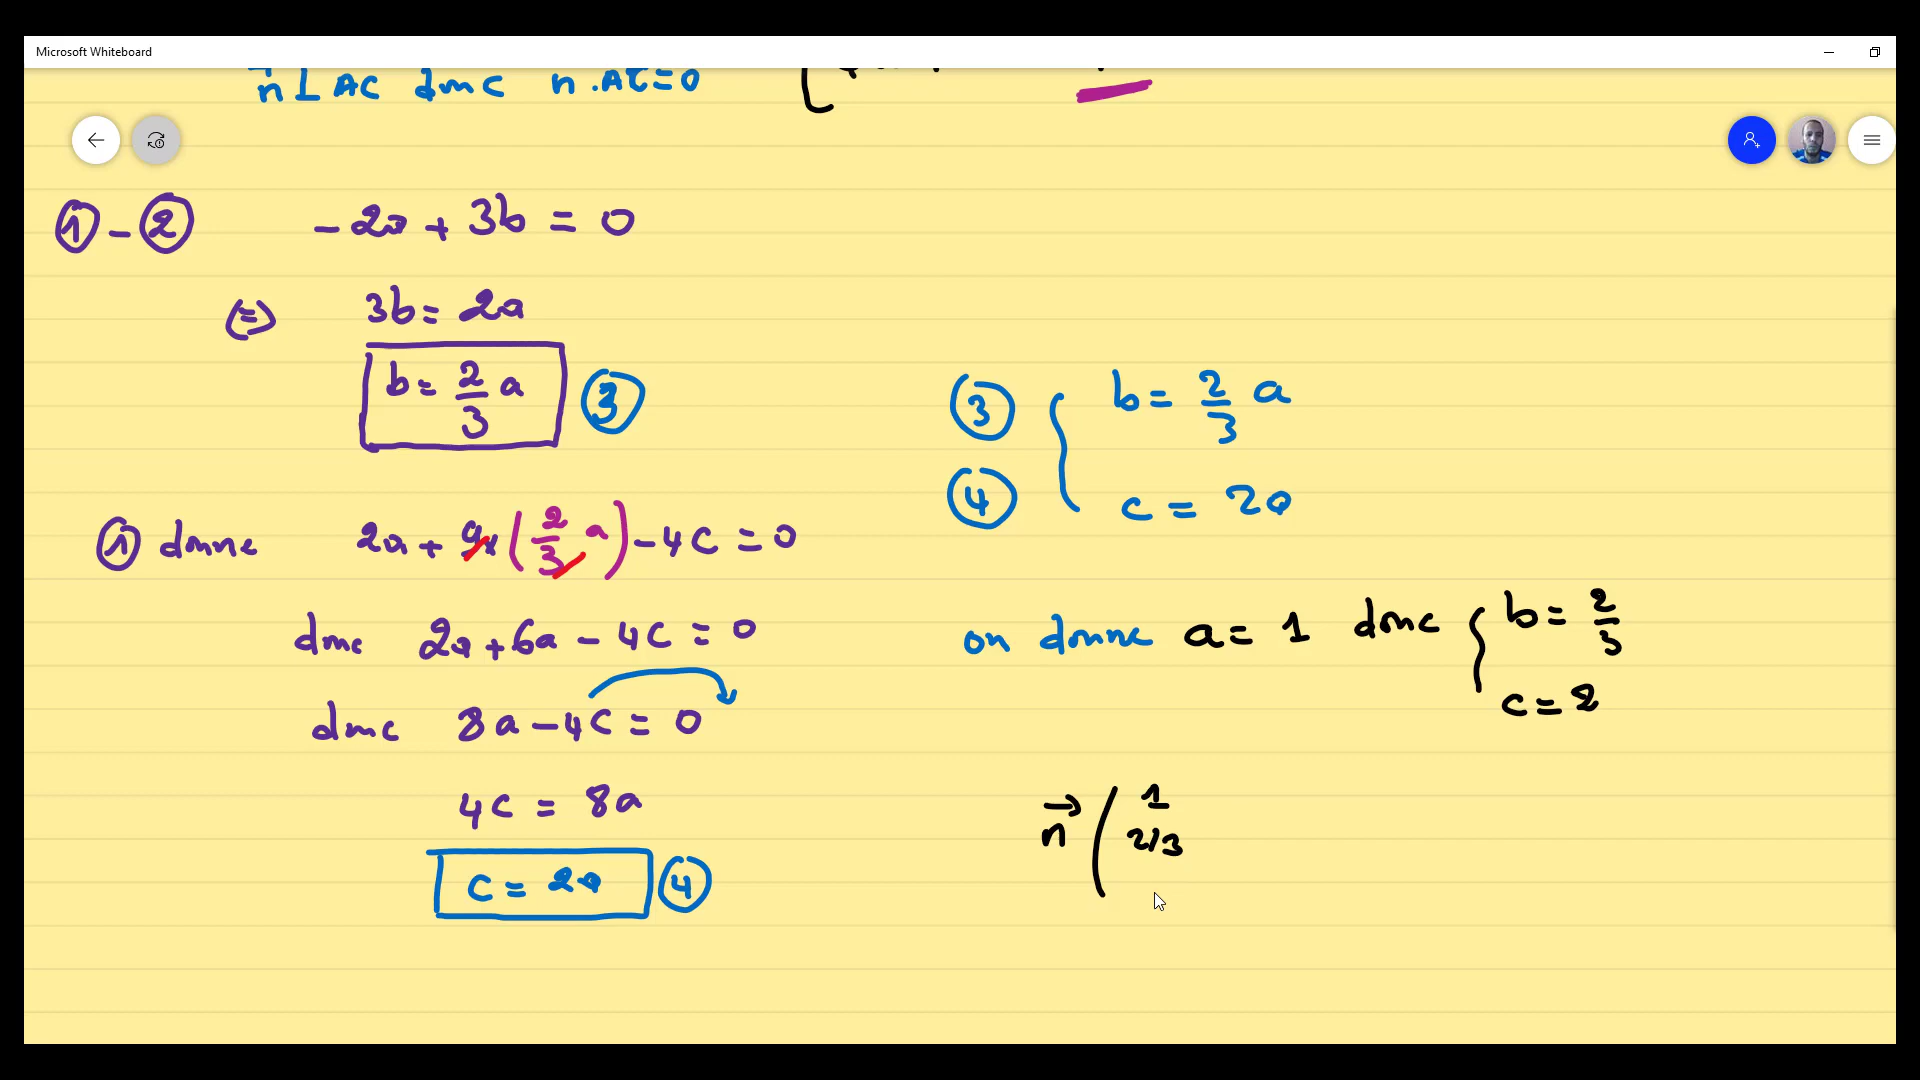 Microsoft Whiteboard
n ⊥ AC donc n . AC = 0
① - ② - 2a + 3b = 0
⇔ 3b = 2a
b = 2/3 a ③
① donne 2a + 9x (2/3 a) - 4c = 0
donc 2a + 6a - 4c = 0
donc 8a - 4c = 0
4c = 8a
c = 2a ④
③ { b = 2/3 a
④ c = 2a
on donne a = 1 donc { b = 2/3
c = 2
n⃗ ( 1
2/3